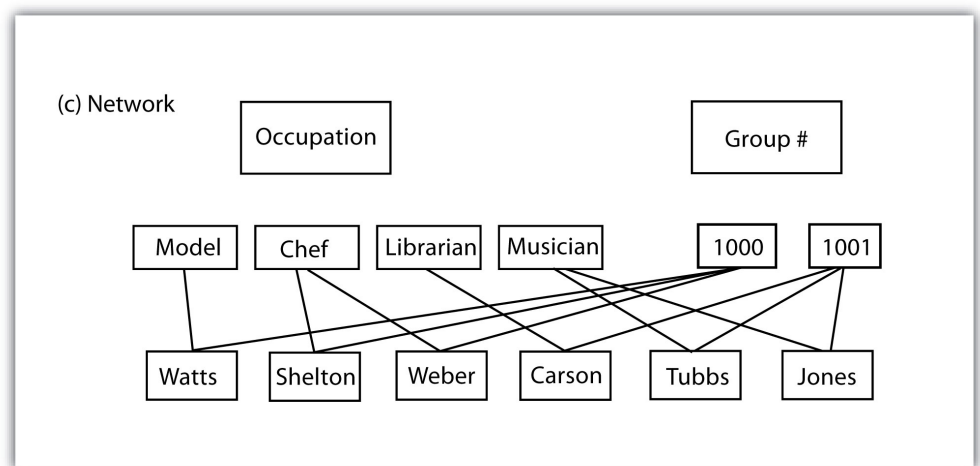 (c) Network
Occupation
Group #
Model
Chef
Librarian
Musician
1000
1001
Watts
Shelton
Weber
Carson
Tubbs
Jones